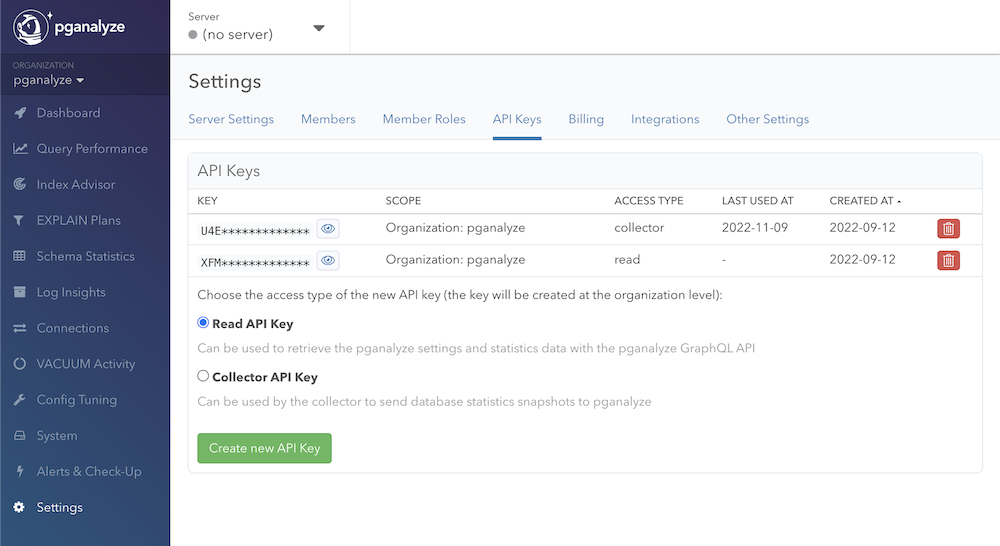 pganalyze
Server
(no server)
ORGANIZATION
pganalyze
Dashboard
Query Performance
Index Advisor
EXPLAIN Plans
Schema Statistics
Log Insights
Connections
VACUUM Activity
Config Tuning
System
Alerts & Check-Up
Settings
Settings
Server Settings Members Member Roles API Keys Billing Integrations Other Settings
API Keys
KEY SCOPE ACCESS TYPE LAST USED AT CREATED AT
U4E************* Organization: pganalyze collector 2022-11-09 2022-09-12
XFM************* Organization: pganalyze read - 2022-09-12
Choose the access type of the new API key (the key will be created at the organization level):
Read API Key
Can be used to retrieve the pganalyze settings and statistics data with the pganalyze GraphQL API
Collector API Key
Can be used by the collector to send database statistics snapshots to pganalyze
Create new API Key